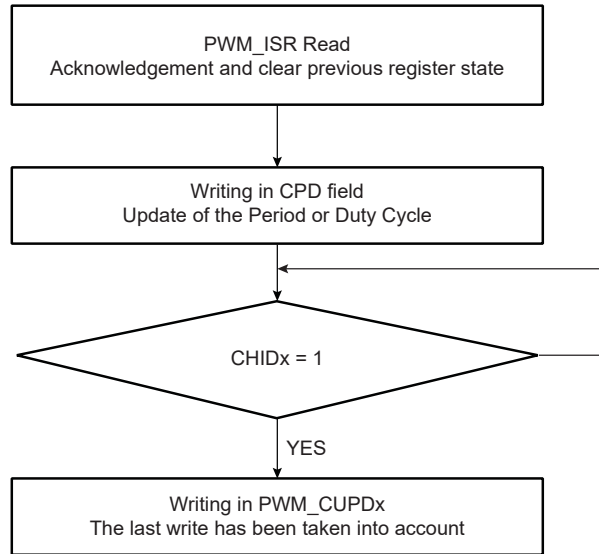 PWM_ISR Read
Acknowledgement and clear previous register state
Writing in CPD field
Update of the Period or Duty Cycle
CHIDx = 1
YES
Writing in PWM_CUPDx
The last write has been taken into account